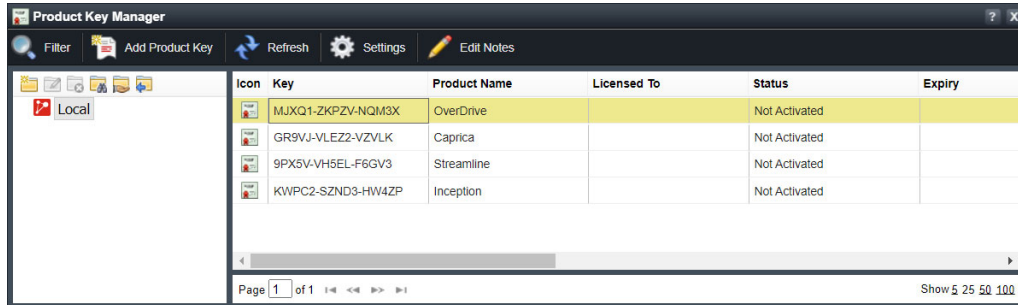 Product Key Manager ? X
Filter Add Product Key Refresh Settings Edit Notes
Local
Icon Key Product Name Licensed To Status Expiry
MJXQ1-ZKPZV-NQM3X OverDrive Not Activated
GR9VJ-VLEZ2-VZVLK Caprica Not Activated
9PX5V-VH5EL-F6GV3 Streamline Not Activated
KWPC2-SZND3-HW4ZP Inception Not Activated
Page 1 of 1 Show 5 25 50 100